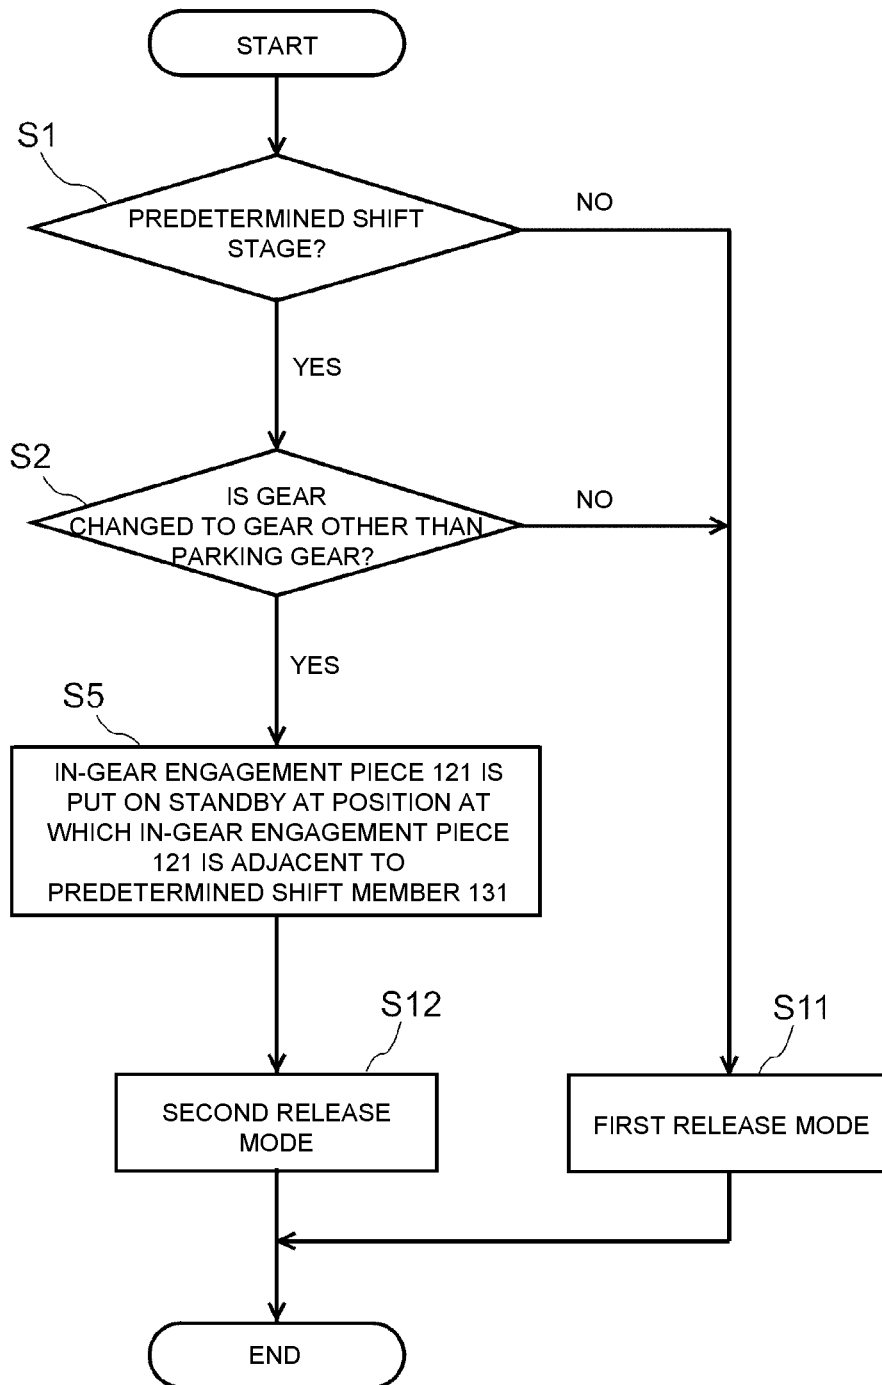 START
S1
PREDETERMINED SHIFT
STAGE?
NO
YES
S2
IS GEAR
CHANGED TO GEAR OTHER THAN
PARKING GEAR?
NO
YES
S5
IN-GEAR ENGAGEMENT PIECE 121 IS
PUT ON STANDBY AT POSITION AT
WHICH IN-GEAR ENGAGEMENT PIECE
121 IS ADJACENT TO
PREDETERMINED SHIFT MEMBER 131
S12
SECOND RELEASE
MODE
S11
FIRST RELEASE MODE
END